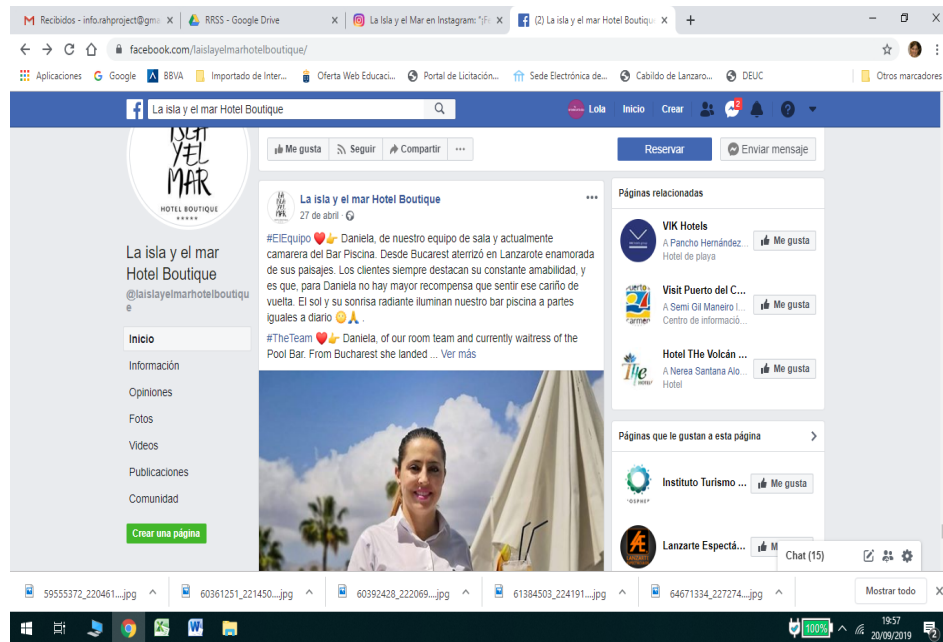 Recibidos - info.rahproject@gma
RRSS - Google Drive
La Isla y el Mar en Instagram: "¡F
(2) La isla y el mar Hotel Boutiqu
facebook.com/laislayelmarhotelboutique/
Aplicaciones
Google
BBVA
Importado de Inter...
Oferta Web Educaci...
Portal de Licitación...
Sede Electrónica de...
Cabildo de Lanzaro...
DEUC
Otros marcadores
La isla y el mar Hotel Boutique
Lola
Inicio
Crear
2
ISLA
Y EL
MAR
HOTEL BOUTIQUE
Me gusta
Seguir
Compartir
Reservar
Enviar mensaje
La isla y el mar
Hotel Boutique
@laislayelmarhotelboutiqu
e
Inicio
Información
Opiniones
Fotos
Videos
Publicaciones
Comunidad
Crear una página
La isla y el mar Hotel Boutique
27 de abril ·
#ElEquipo ❤️👉 Daniela, de nuestro equipo de sala y actualmente
camarera del Bar Piscina. Desde Bucarest aterrizó en Lanzarote enamorada
de sus paisajes. Los clientes siempre destacan su constante amabilidad, y
es que, para Daniela no hay mayor recompensa que sentir ese cariño de
vuelta. El sol y su sonrisa radiante iluminan nuestro bar piscina a partes
iguales a diario 😊🙏 .
#TheTeam ❤️👉 Daniela, of our room team and currently waitress of the
Pool Bar. From Bucharest she landed ... Ver más
Páginas relacionadas
VIK Hotels
A Pancho Hernández...
Hotel de playa
Me gusta
Visit Puerto del C...
A Semi Gil Maneiro l...
Centro de informació...
Me gusta
Hotel THe Volcán ...
A Nerea Santana Alo...
Hotel
Me gusta
Páginas que le gustan a esta página
Instituto Turismo ...
Me gusta
Lanzarte Espectá...
M
Chat (15)
59555372_220461....jpg
60361251_221450....jpg
60392428_222069....jpg
61384503_224191....jpg
64671334_227274....jpg
Mostrar todo
100%
19:57
20/09/2019